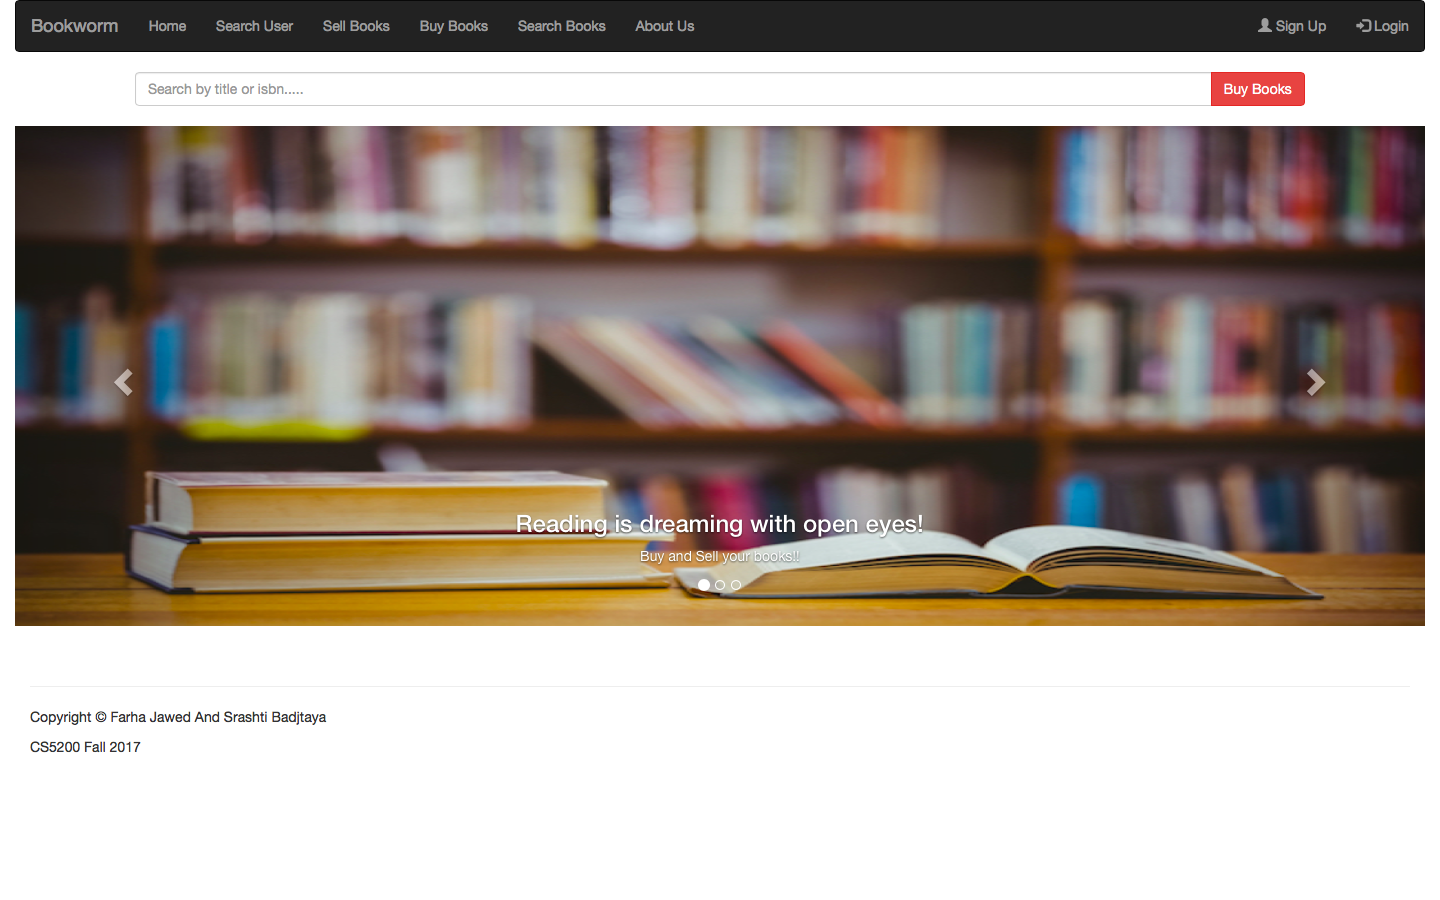 Bookworm Home Search User Sell Books Buy Books Search Books About Us Sign Up Login
Search by title or isbn..... Buy Books
Reading is dreaming with open eyes!
Buy and Sell your books!!
Copyright © Farha Jawed And Srashti Badjtaya
CS5200 Fall 2017